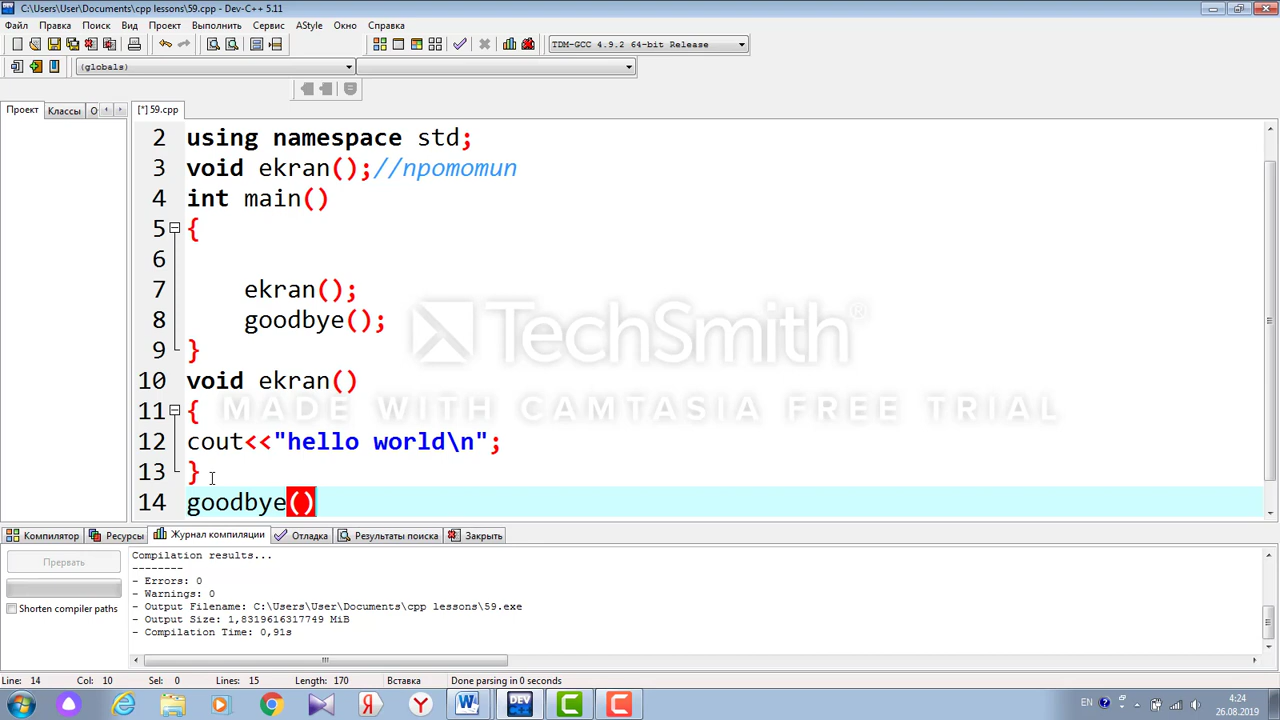 C:\Users\User\Documents\cpp lessons\59.cpp - Dev-C++ 5.11
Файл Правка Поиск Вид Проект Выполнить Сервис AStyle Окно Справка
TDM-GCC 4.9.2 64-bit Release
(globals)
Проект Классы О [*] 59.cpp
2 using namespace std;
3 void ekran();//прототип
4 int main()
5 {
6
7 ekran();
8 goodbye();
9 }
10 void ekran()
11 {
12 cout<<"hello world\n";
13 }
14 goodbye()
TechSmith®
MADE WITH CAMTASIA FREE TRIAL
Компилятор Ресурсы Журнал компиляции Отладка Результаты поиска Закрыть
Прервать
Shorten compiler paths
Compilation results...
--------
- Errors: 0
- Warnings: 0
- Output Filename: C:\Users\User\Documents\cpp lessons\59.exe
- Output Size: 1,8319616317749 MiB
- Compilation Time: 0,91s
Line: 14 Col: 10 Sel: 0 Lines: 15 Length: 170 Вставка Done parsing in 0 seconds
DEV
EN 4:24
26.08.2019